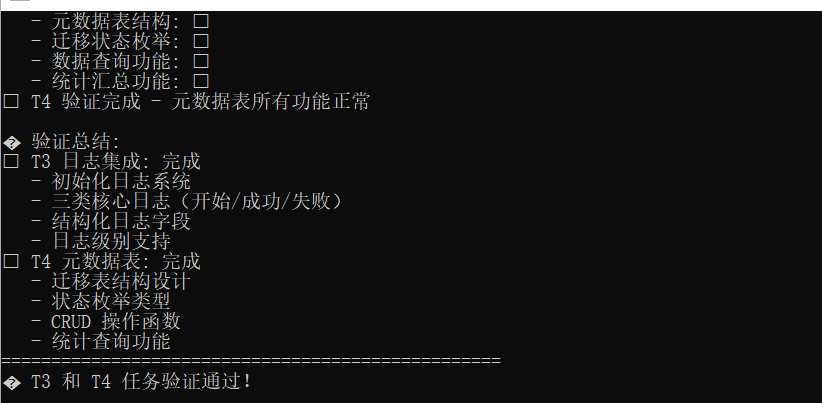 - 元数据表结构: □
- 迁移状态枚举: □
- 数据查询功能: □
- 统计汇总功能: □
□ T4 验证完成 - 元数据表所有功能正常
� 验证总结:
□ T3 日志集成: 完成
- 初始化日志系统
- 三类核心日志（开始/成功/失败）
- 结构化日志字段
- 日志级别支持
□ T4 元数据表: 完成
- 迁移表结构设计
- 状态枚举类型
- CRUD 操作函数
- 统计查询功能
==================================================
� T3 和 T4 任务验证通过!